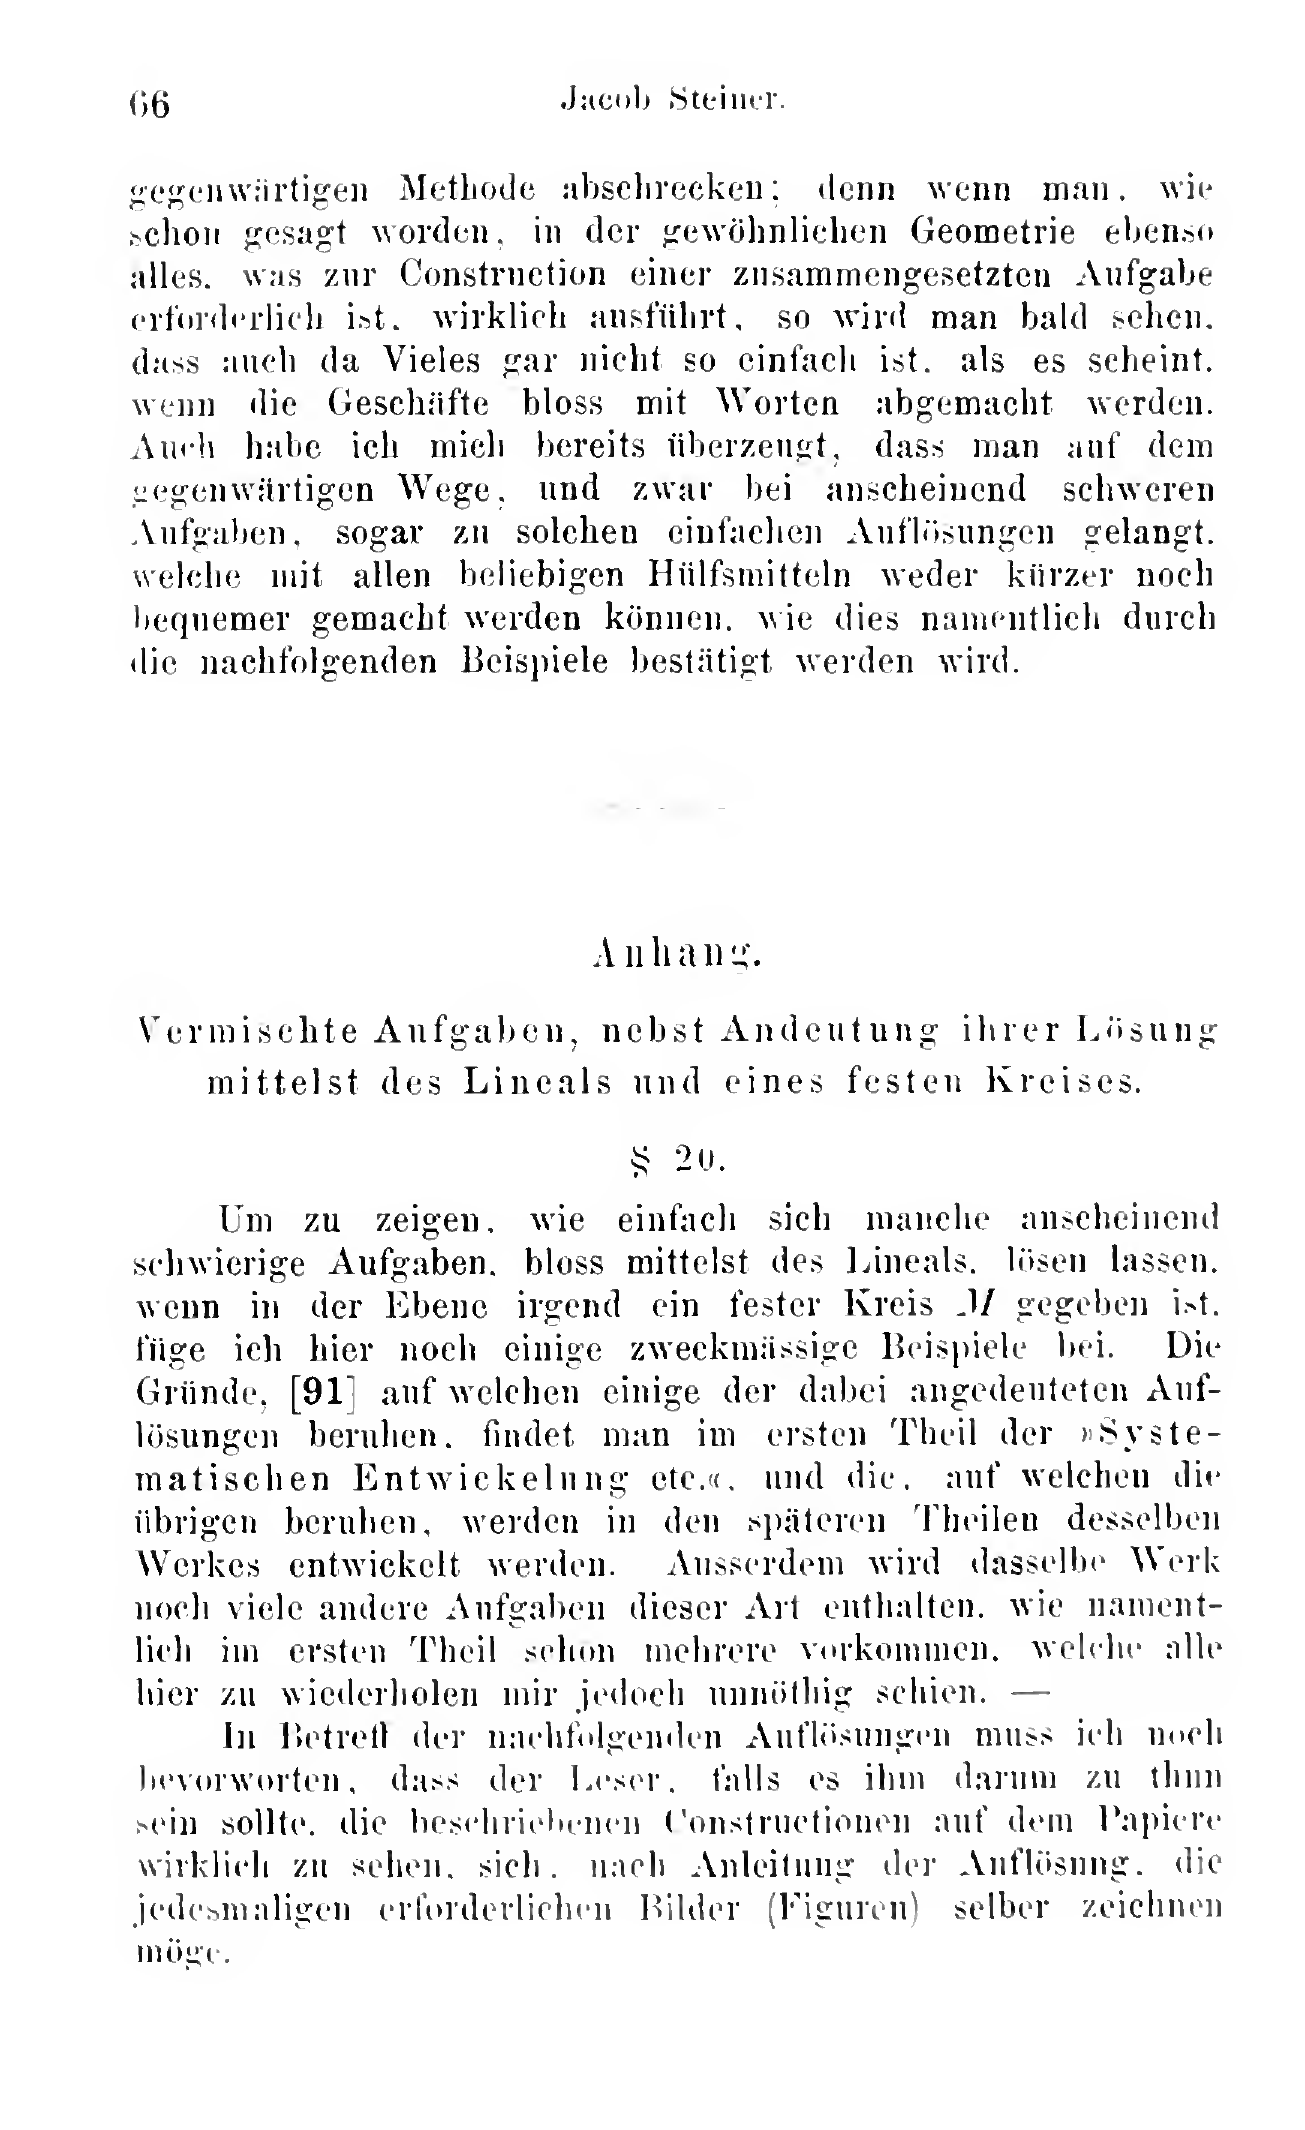 66 Jacob Steiner.
gegenwärtigen Methode abschrecken; denn wenn man, wie
schon gesagt worden, in der gewöhnlichen Geometrie ebenso
alles, was zur Construction einer zusammengesetzten Aufgabe
erforderlich ist, wirklich ausführt, so wird man bald sehen,
dass auch da Vieles gar nicht so einfach ist, als es scheint,
wenn die Geschäfte bloss mit Worten abgemacht werden.
Auch habe ich mich bereits überzeugt, dass man auf dem
gegenwärtigen Wege, und zwar bei anscheinend schweren
Aufgaben, sogar zu solchen einfachen Auflösungen gelangt,
welche mit allen beliebigen Hülfsmitteln weder kürzer noch
bequemer gemacht werden können, wie dies namentlich durch
die nachfolgenden Beispiele bestätigt werden wird.
Anhang.
Vermischte Aufgaben, nebst Andeutung ihrer Lösung
mittelst des Lineals und eines festen Kreises.
§ 20.
Um zu zeigen, wie einfach sich manche anscheinend
schwierige Aufgaben, bloss mittelst des Lineals, lösen lassen,
wenn in der Ebene irgend ein fester Kreis M gegeben ist,
füge ich hier noch einige zweckmässige Beispiele bei. Die
Gründe, [91] auf welchen einige der dabei angedeuteten Auf-
lösungen beruhen, findet man im ersten Theil der »Syste-
matischen Entwickelung etc.«, und die, auf welchen die
übrigen beruhen, werden in den späteren Theilen desselben
Werkes entwickelt werden. Ausserdem wird dasselbe Werk
noch viele andere Aufgaben dieser Art enthalten, wie nament-
lich im ersten Theil schon mehrere vorkommen, welche alle
hier zu wiederholen mir jedoch unnöthig schien. —
In Betreff der nachfolgenden Auflösungen muss ich noch
bevorworten, dass der Leser, falls es ihm darum zu thun
sein sollte, die beschriebenen Constructionen auf dem Papiere
wirklich zu sehen, sich, nach Anleitung der Auflösung, die
jedesmaligen erforderlichen Bilder (Figuren) selber zeichnen
möge.